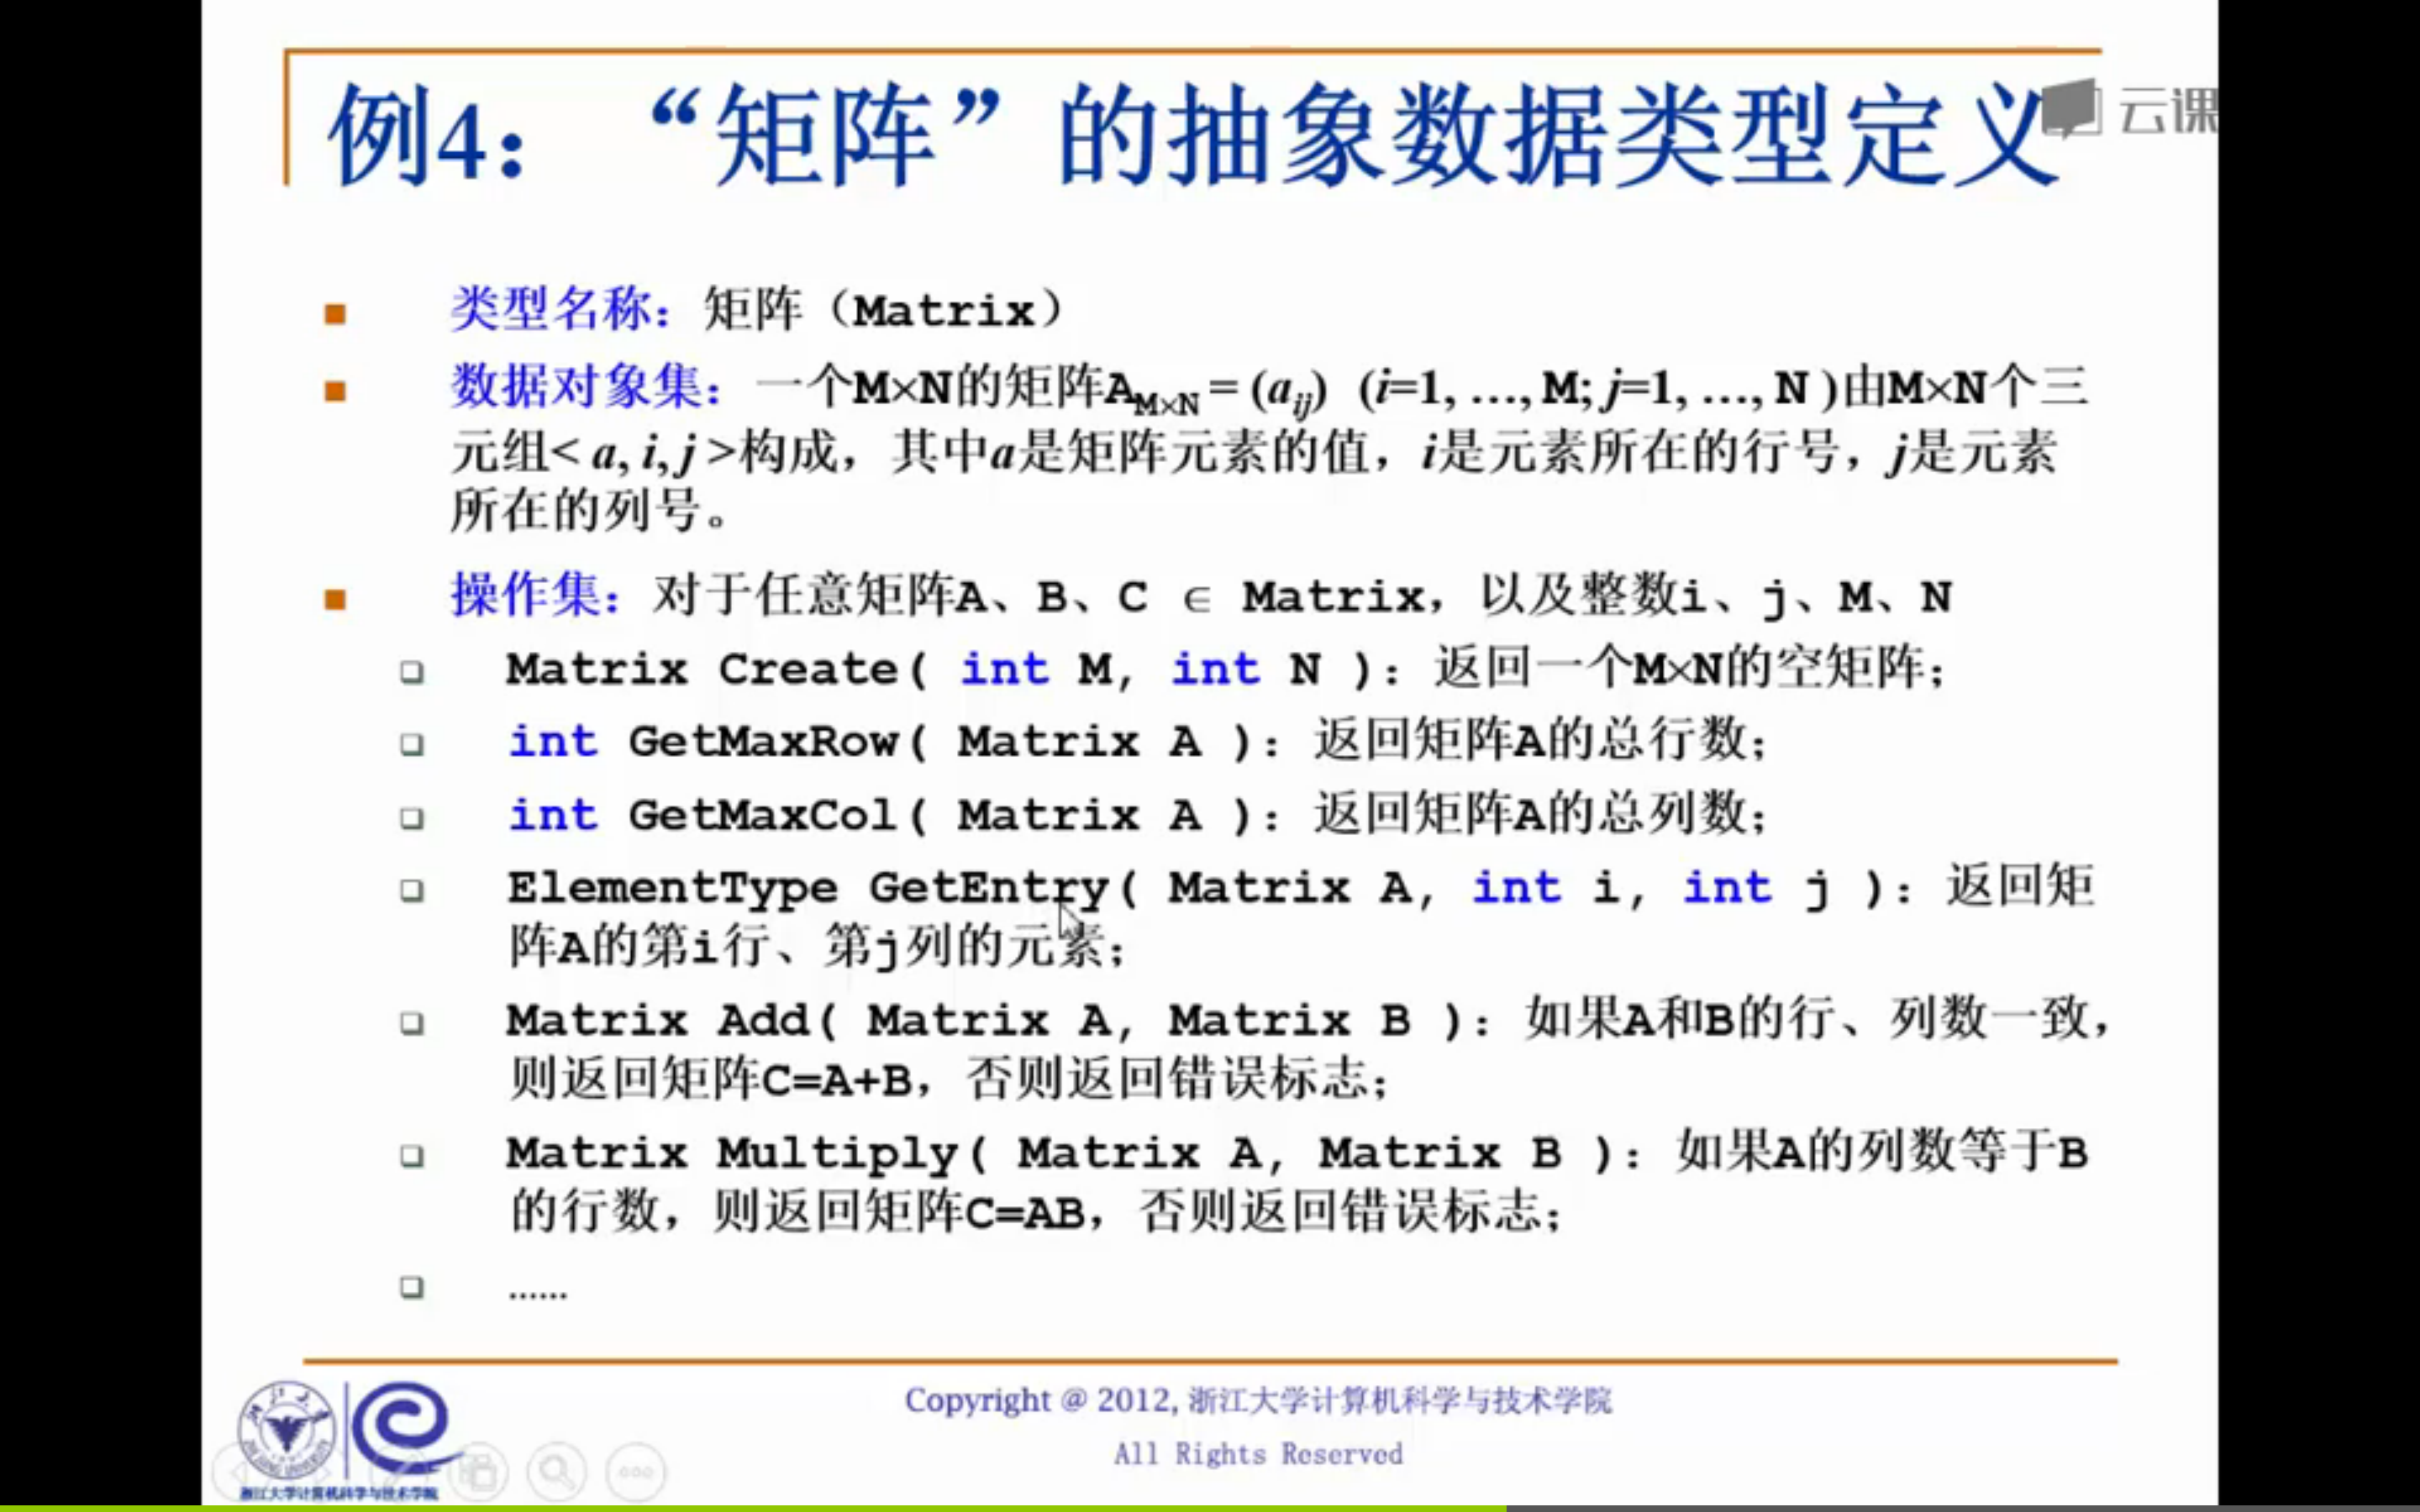 例4：“矩阵”的抽象数据类型定义
云课
类型名称：矩阵（Matrix）
数据对象集：一个M×N的矩阵AM×N = (aij) (i=1, …, M; j=1, …, N )由M×N个三
元组< a, i, j >构成，其中a是矩阵元素的值，i是元素所在的行号，j是元素
所在的列号。
操作集：对于任意矩阵A、B、C ∈ Matrix，以及整数i、j、M、N
Matrix Create( int M, int N )：返回一个M×N的空矩阵；
int GetMaxRow( Matrix A )：返回矩阵A的总行数；
int GetMaxCol( Matrix A )：返回矩阵A的总列数；
ElementType GetEntry( Matrix A, int i, int j )：返回矩
阵A的第i行、第j列的元素；
Matrix Add( Matrix A, Matrix B )：如果A和B的行、列数一致，
则返回矩阵C=A+B，否则返回错误标志；
Matrix Multiply( Matrix A, Matrix B )：如果A的列数等于B
的行数，则返回矩阵C=AB，否则返回错误标志；
……
Copyright @ 2012, 浙江大学计算机科学与技术学院
All Rights Reserved
浙江大学计算机科学与技术学院